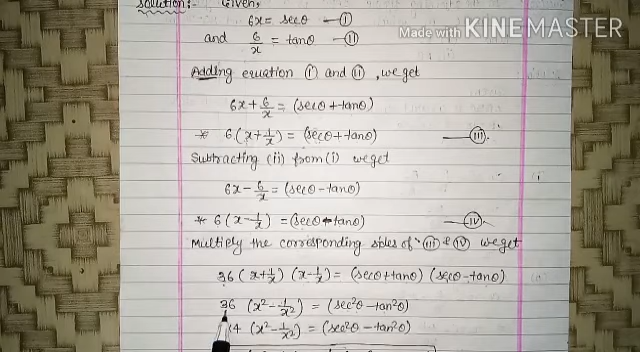 Solution:- Given,
6x = secθ —(I)
Made with KINEMASTER
and 6/x = tanθ —(II)
Adding equation (I) and (II), we get
6x + 6/x = (secθ + tanθ)
* 6(x + 1/x) = (secθ + tanθ) —(III).
Subtracting (ii) from (i) we get
6x - 6/x = (secθ - tanθ)
* 6(x - 1/x) = (secθ - tanθ) —(IV)
Multiply the corresponding sides of (III) & (IV) we get
36 (x + 1/x) (x - 1/x) = (secθ + tanθ) (secθ - tanθ)
36 (x² - 1/x²) = (sec²θ - tan²θ)
4 (x² - 1/x²) = (sec²θ - tan²θ)